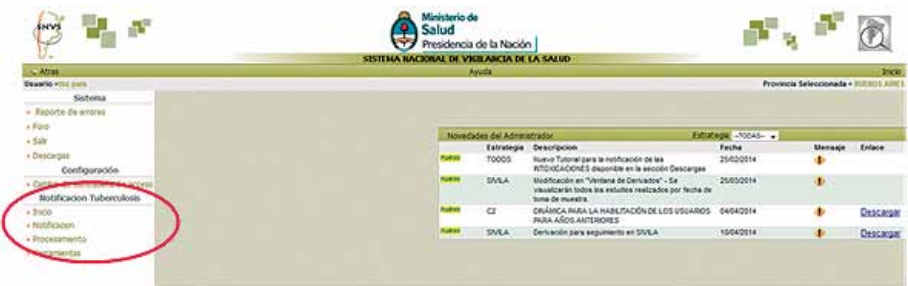 SNVS
Ministerio de
Salud
Presidencia de la Nación
SISTEMA NACIONAL DE VIGILANCIA DE LA SALUD
Atras
Ayuda
Inicio
Usuario
Provincia Seleccionada - BUENOS AIRES
Sistema
Reporte de errores
Foro
Salir
Descargas
Configuración
acceso
Notificacion Tuberculosis
Inicio
Notificacion
Procesamiento
Herramientas
Novedades del Administrador
Estrategia -TODAS-
Estrategia Descripcion Fecha Mensaje Enlace
nuevo TODOS Nuevo Tutorial para la notificación de las 25/02/2014
INTOXICACIONES disponible en la sección Descargas
nuevo SIVILA Modificación en "Ventana de Derivados" - Se 25/03/2014
visualizarán todos los estudios realizados por fecha de
toma de muestra.
nuevo C2 DINÁMICA PARA LA HABILITACIÓN DE LOS USUARIOS 04/04/2014 Descargar
PARA AÑOS ANTERIORES
nuevo SIVILA Derivación para seguimiento en SIVILA 10/04/2014 Descargar